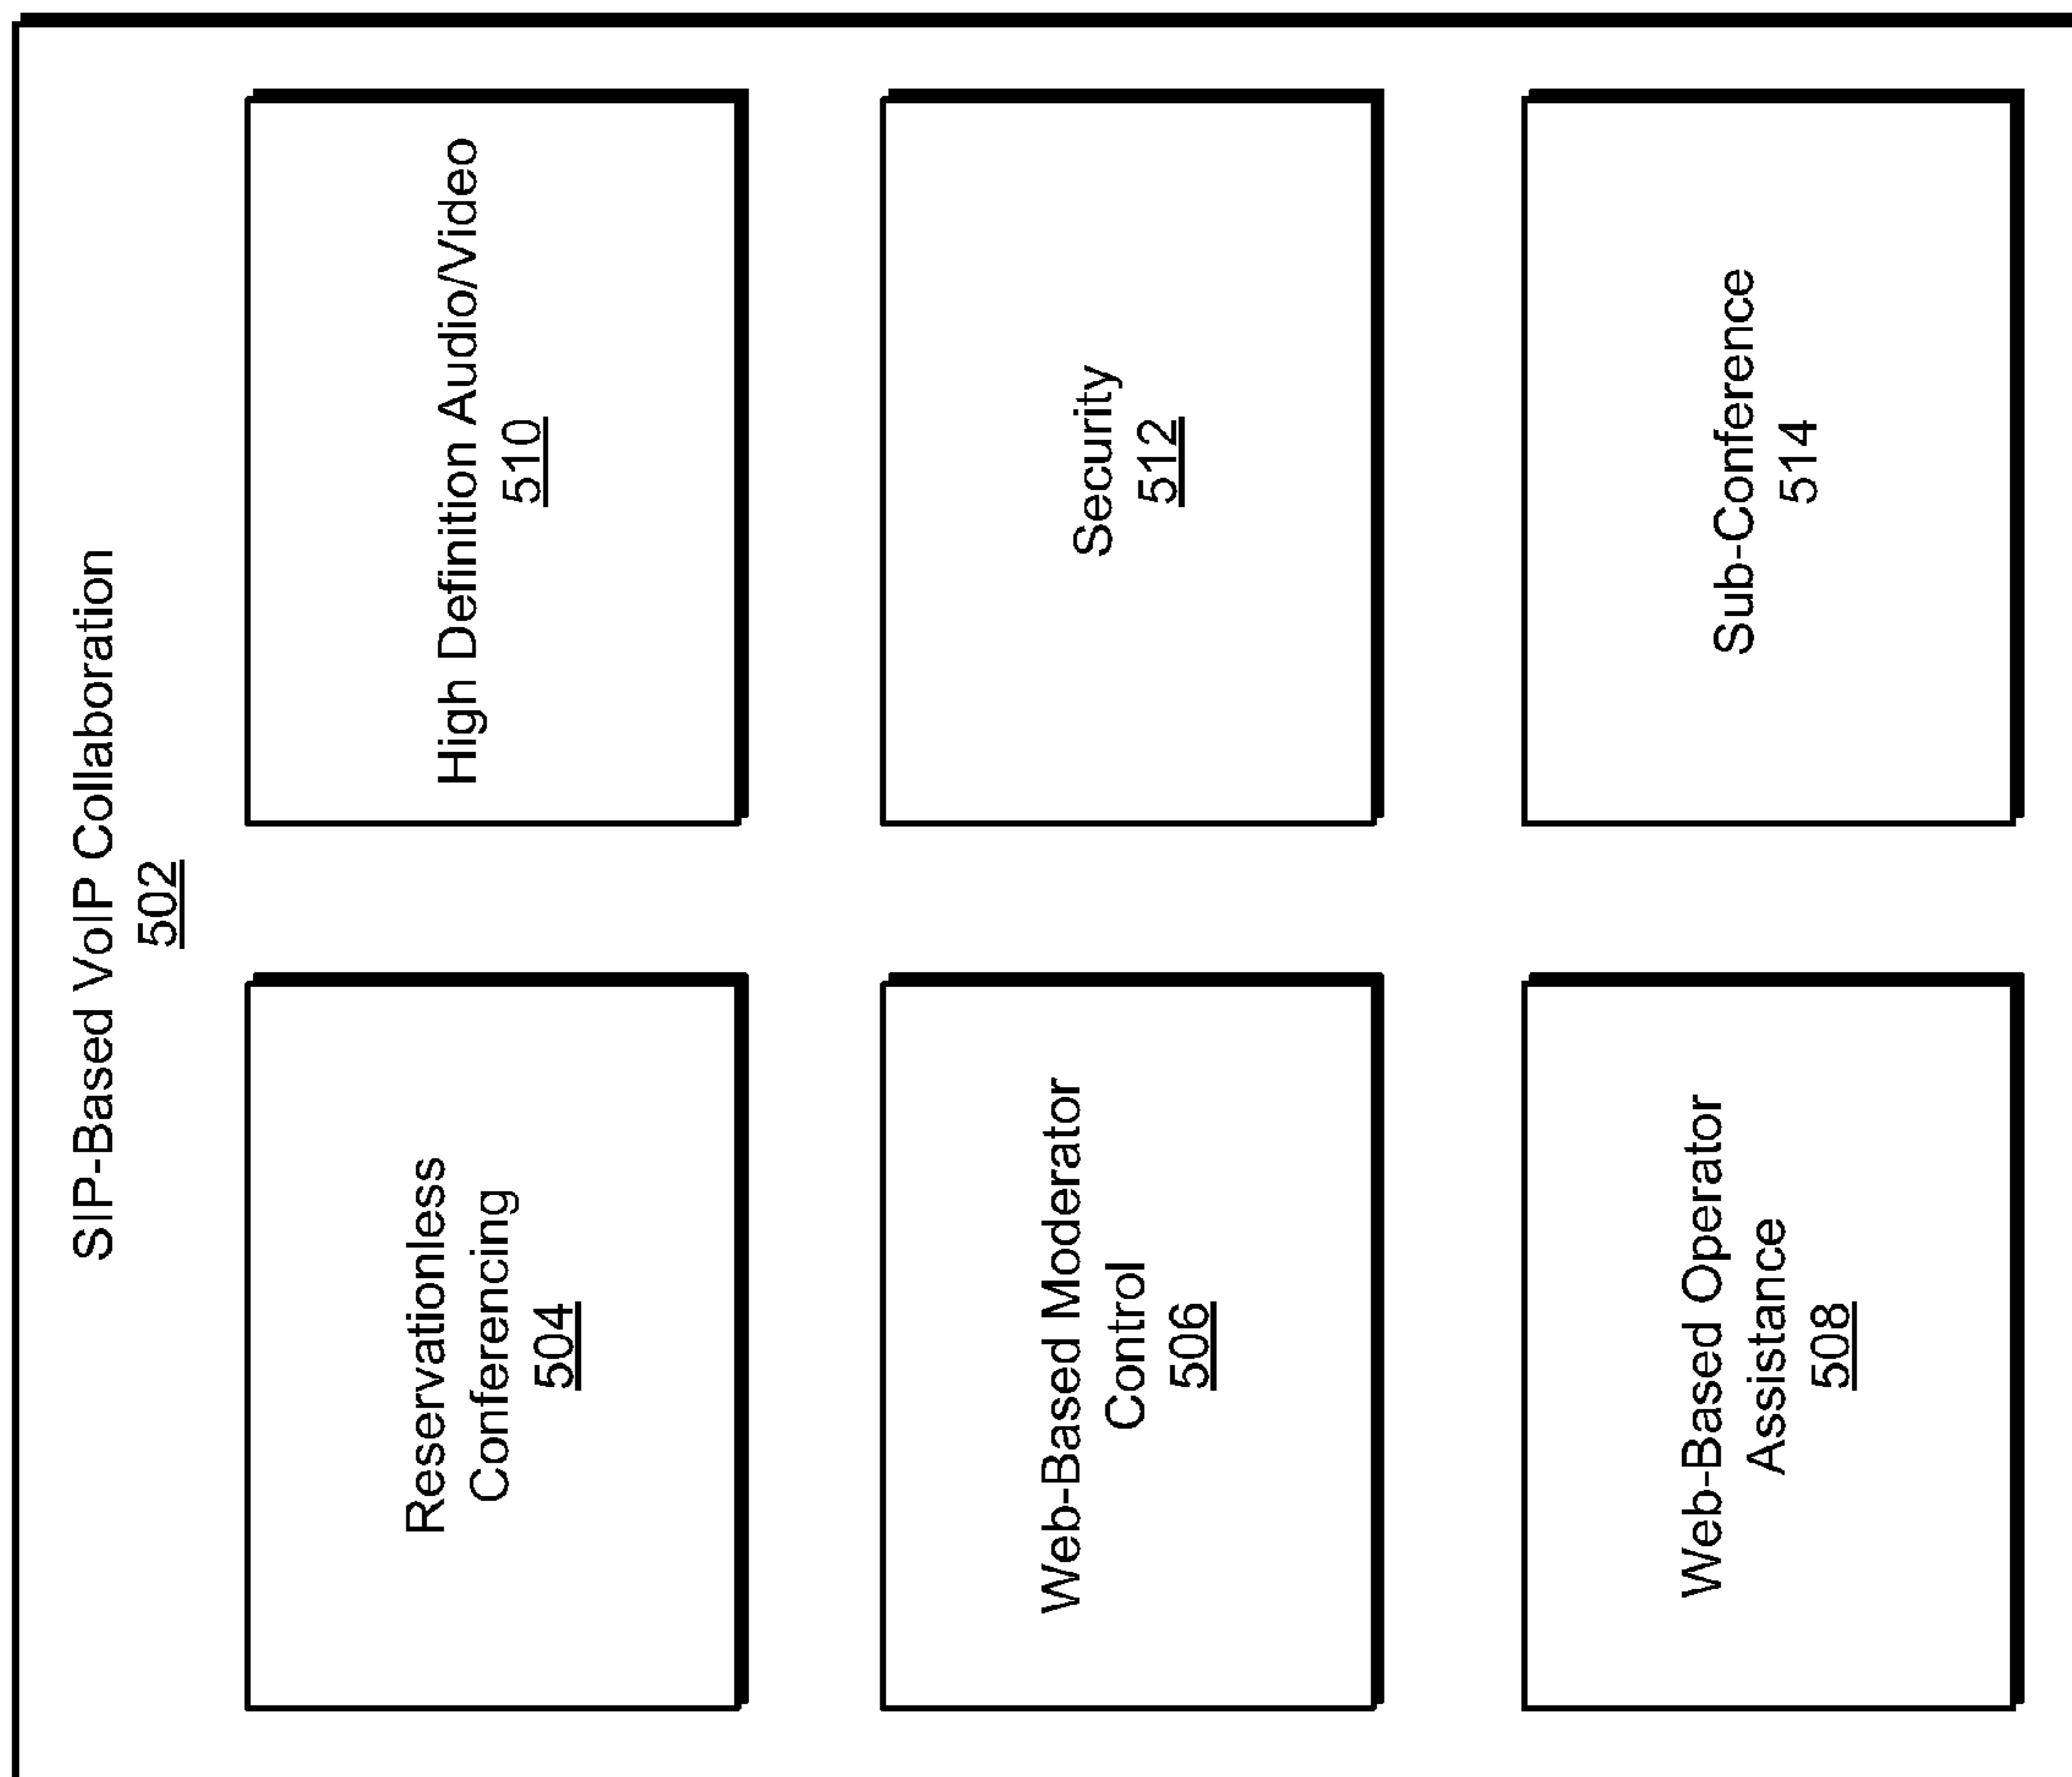 SIP-Based VoIP Collaboration
502
Reservationless
Conferencing
504
High Definition Audio/Video
510
Web-Based Moderator
Control
506
Security
512
Web-Based Operator
Assistance
508
Sub-Conference
514